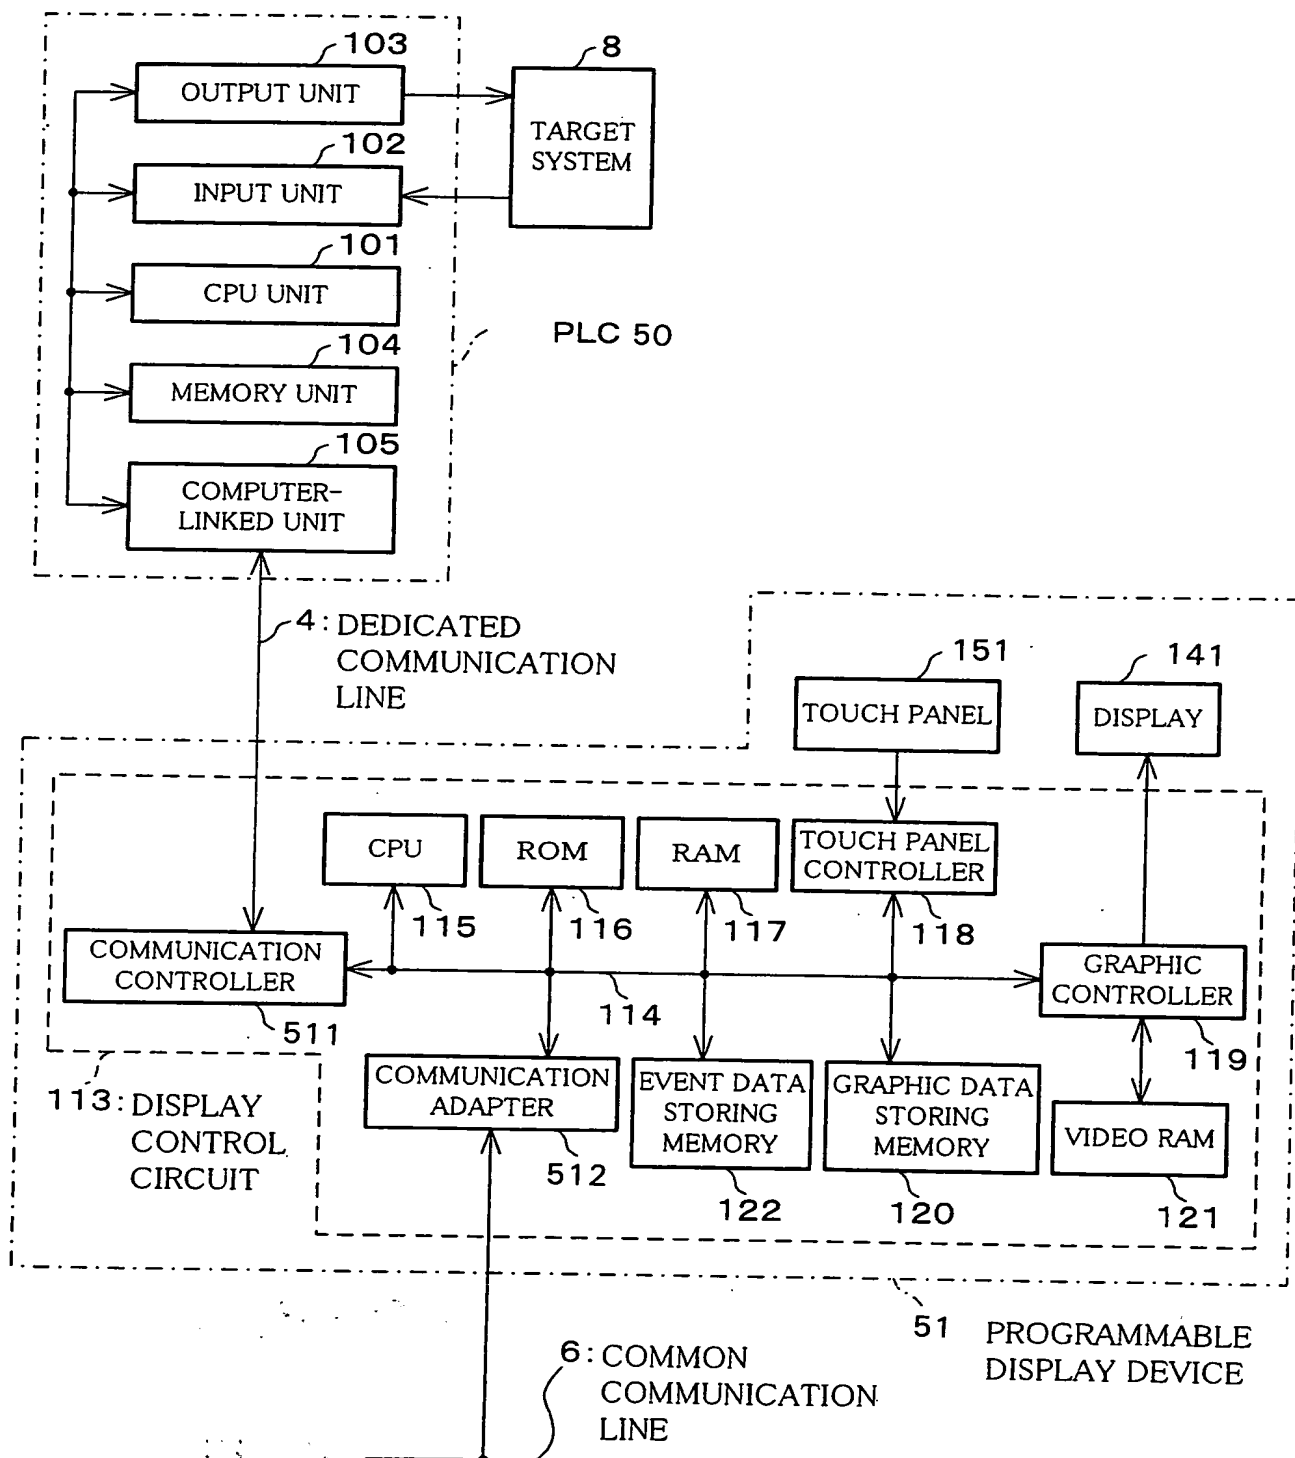 103
OUTPUT UNIT
8
TARGET
SYSTEM
102
INPUT UNIT
101
CPU UNIT
PLC 50
104
MEMORY UNIT
105
COMPUTER-
LINKED UNIT
4: DEDICATED
COMMUNICATION
LINE
151
TOUCH PANEL
141
DISPLAY
CPU
115
ROM
116
RAM
117
TOUCH PANEL
CONTROLLER
118
COMMUNICATION
CONTROLLER
511
114
GRAPHIC
CONTROLLER
119
113: DISPLAY
CONTROL
CIRCUIT
COMMUNICATION
ADAPTER
512
EVENT DATA
STORING
MEMORY
122
GRAPHIC DATA
STORING
MEMORY
120
VIDEO RAM
121
51 PROGRAMMABLE
DISPLAY DEVICE
6: COMMON
COMMUNICATION
LINE